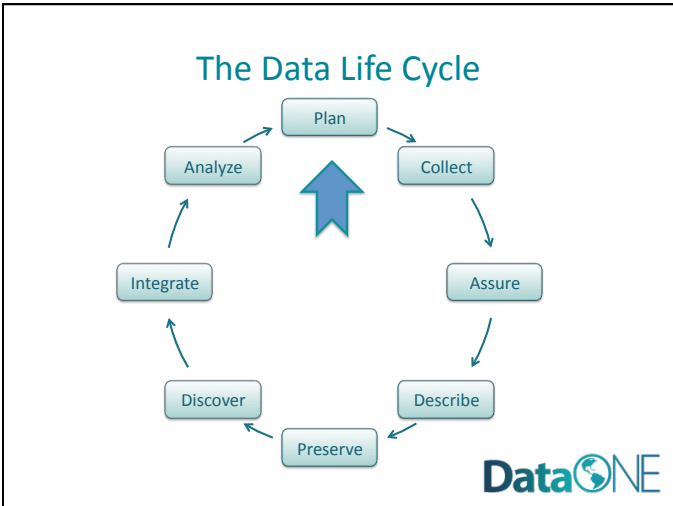 The Data Life Cycle
Plan
Analyze
Collect
Integrate
Assure
Discover
Describe
Preserve
DataONE